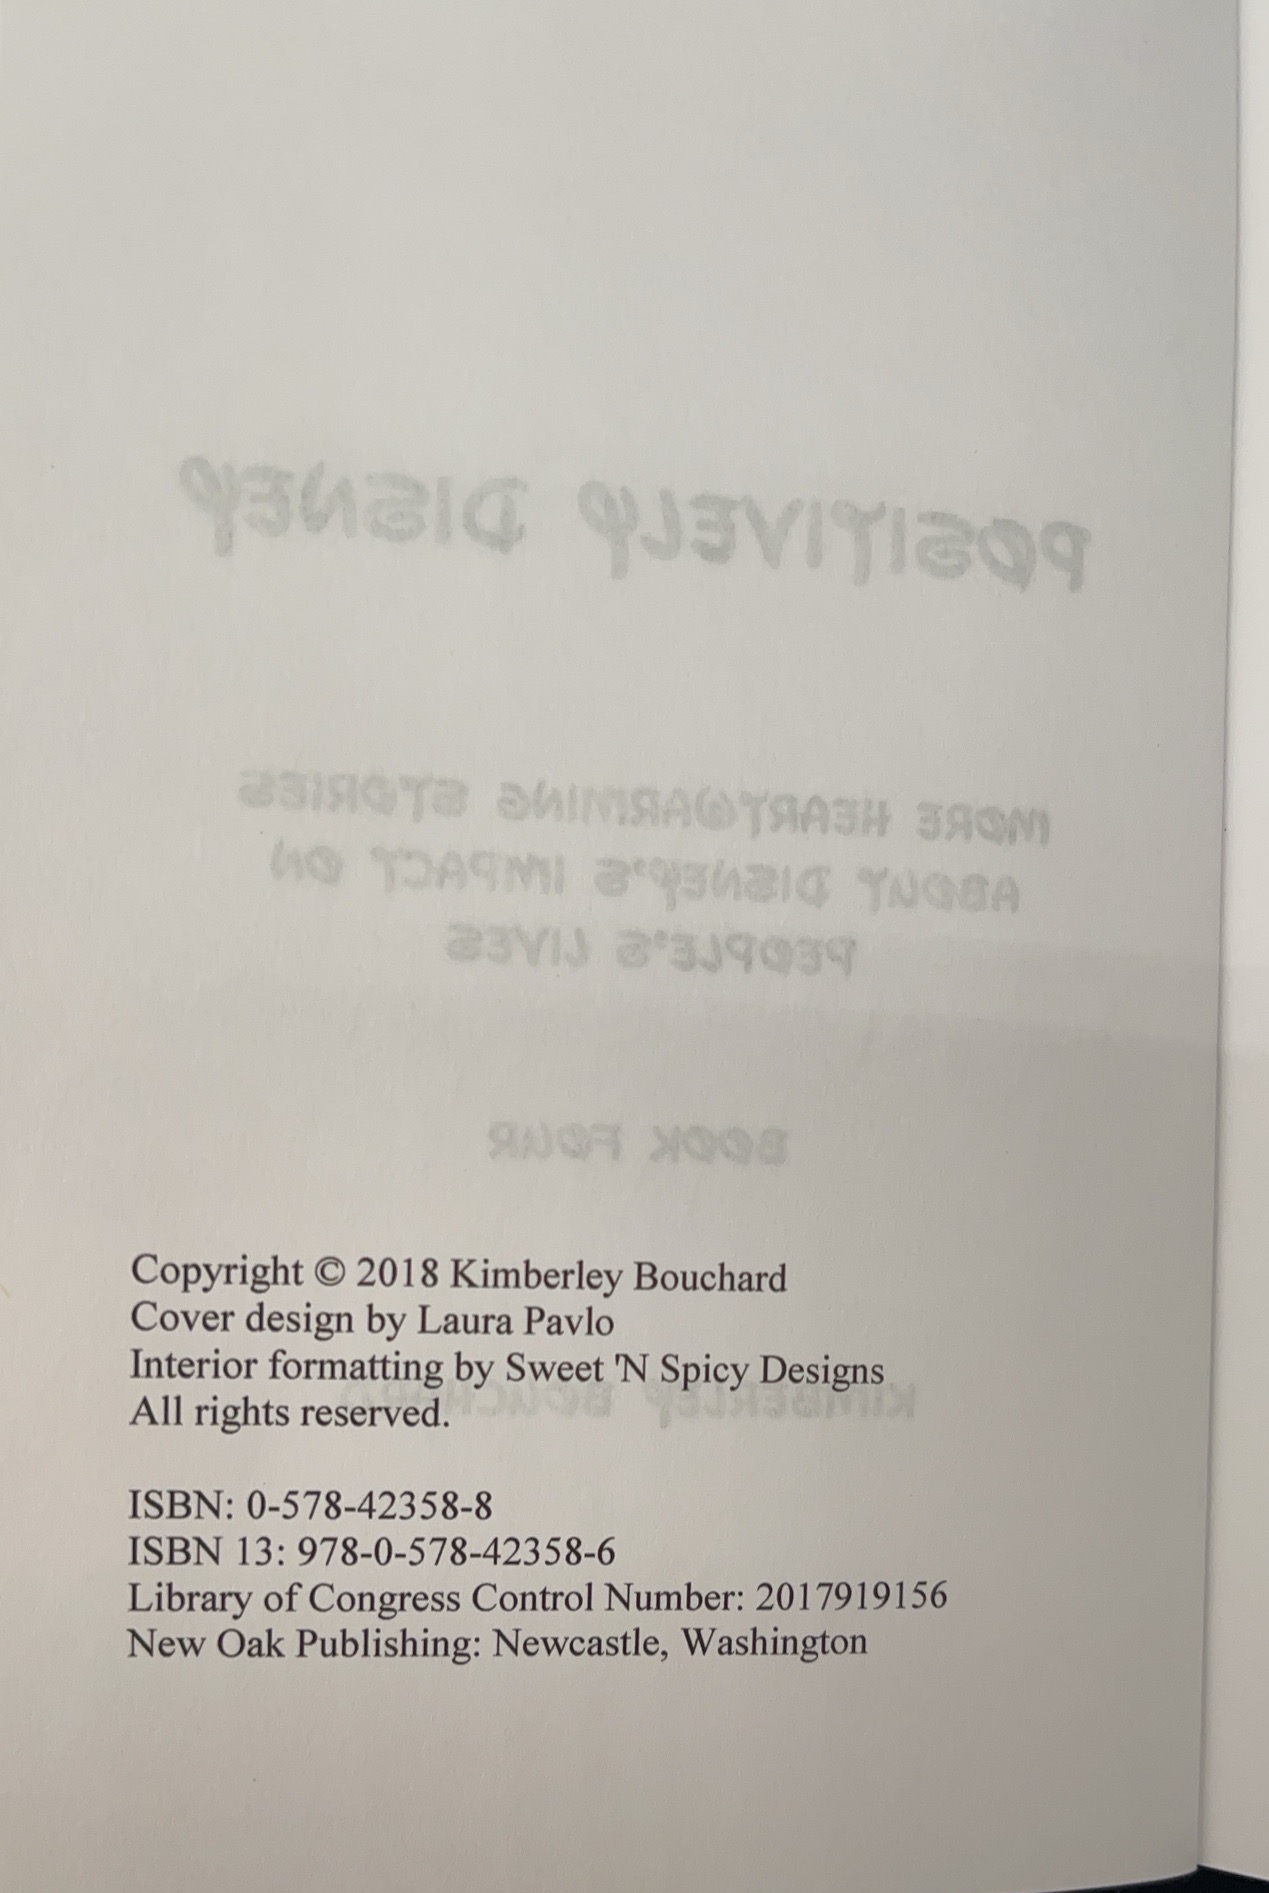 POSITIVELY DISNEY
MORE HEARTWARMING STORIES
ABOUT DISNEY'S IMPACT ON
PEOPLE'S LIVES
BOOK FOUR
Copyright © 2018 Kimberley Bouchard
Cover design by Laura Pavlo
Interior formatting by Sweet 'N Spicy Designs
KIMBERLEY BOUCHARD
All rights reserved.
ISBN: 0-578-42358-8
ISBN 13: 978-0-578-42358-6
Library of Congress Control Number: 2017919156
New Oak Publishing: Newcastle, Washington